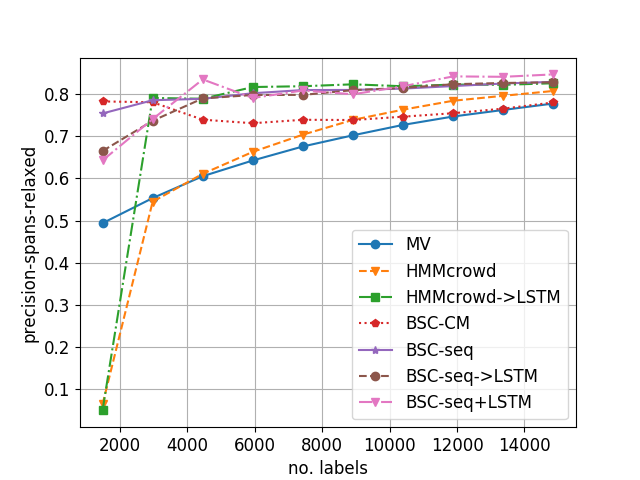 precision-spans-relaxed
0.8
0.7
0.6
0.5
0.4
0.3
0.2
0.1
MV
HMMcrowd
HMMcrowd->LSTM
BSC-CM
BSC-seq
BSC-seq->LSTM
BSC-seq+LSTM
2000 4000 6000 8000 10000 12000 14000
no. labels